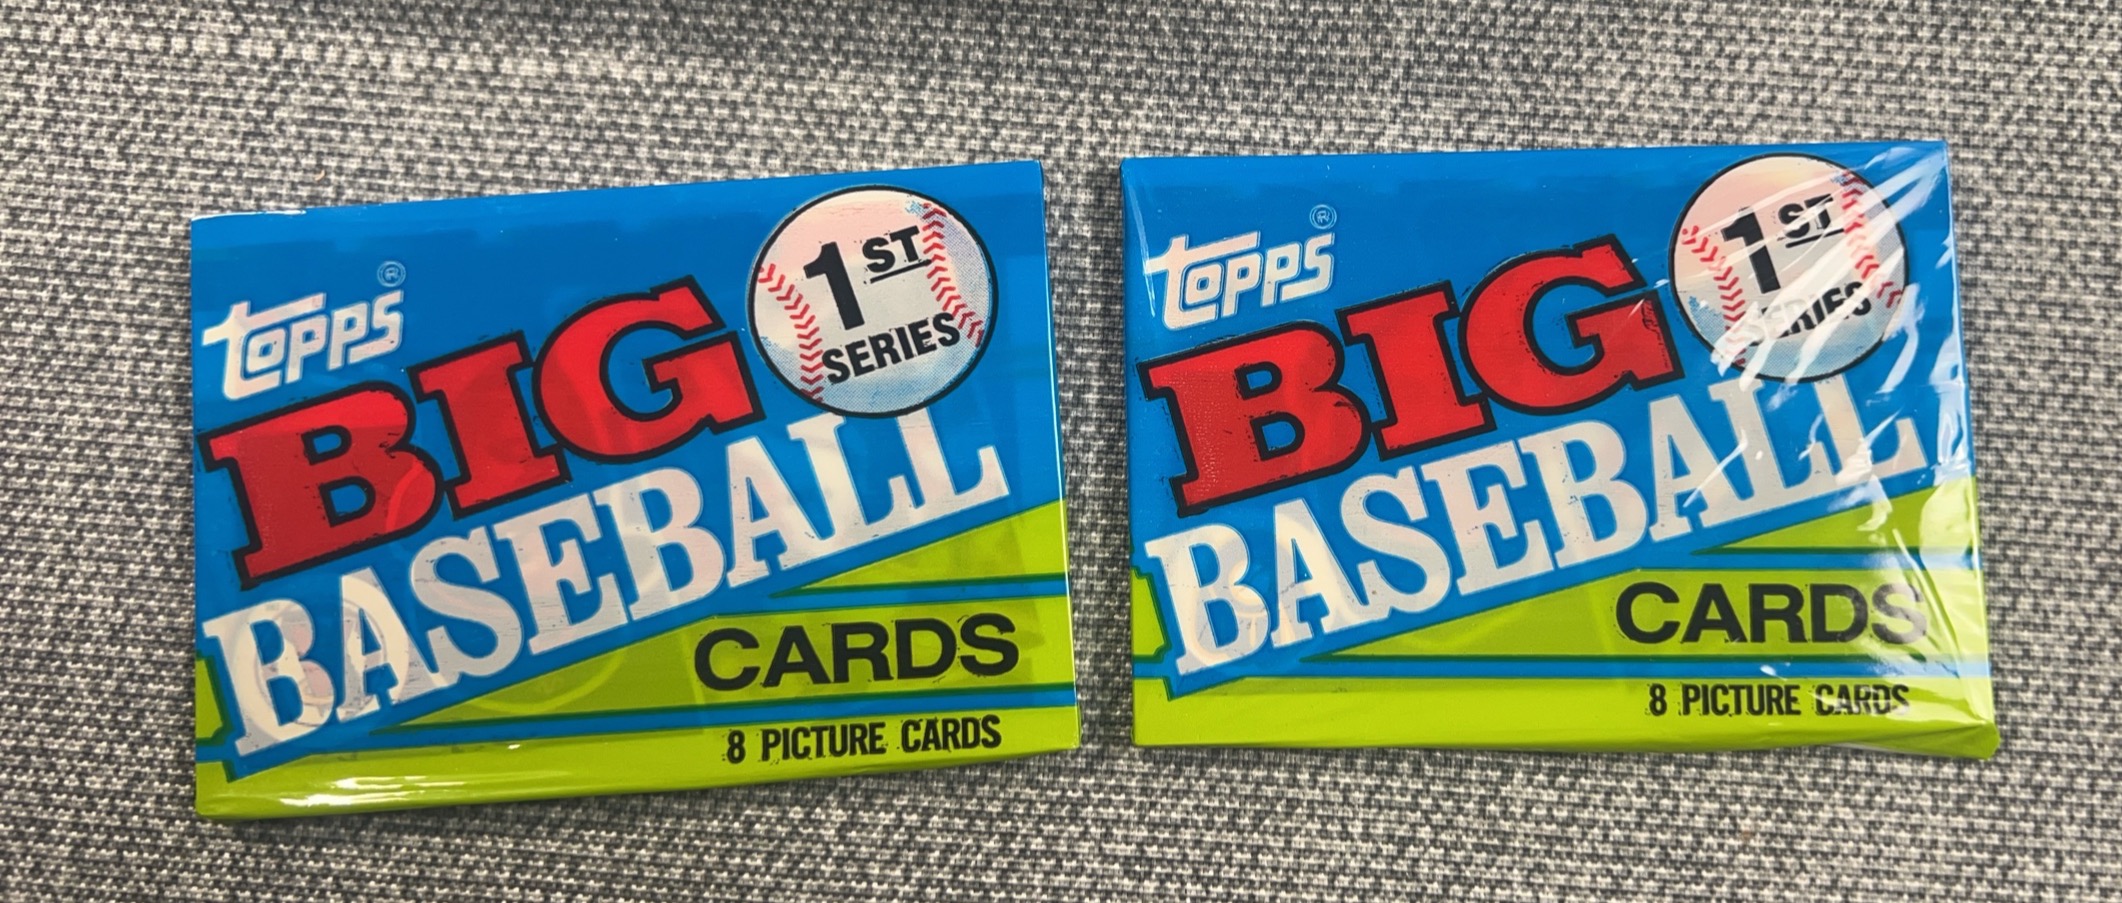 Topps®
BIG
BASEBALL
1ST
SERIES
CARDS
8 PICTURE CARDS
Topps®
BIG
BASEBALL
1ST
SERIES
CARDS
8 PICTURE CARDS